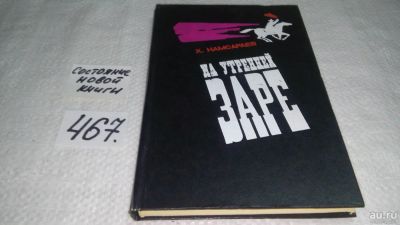 СОСТОЯНИЕ
НОВОЙ
КНИГИ
467.
Х. НАМСАРАЕВ
НА УТРЕННЕЙ
ЗАРЕ
au.ru